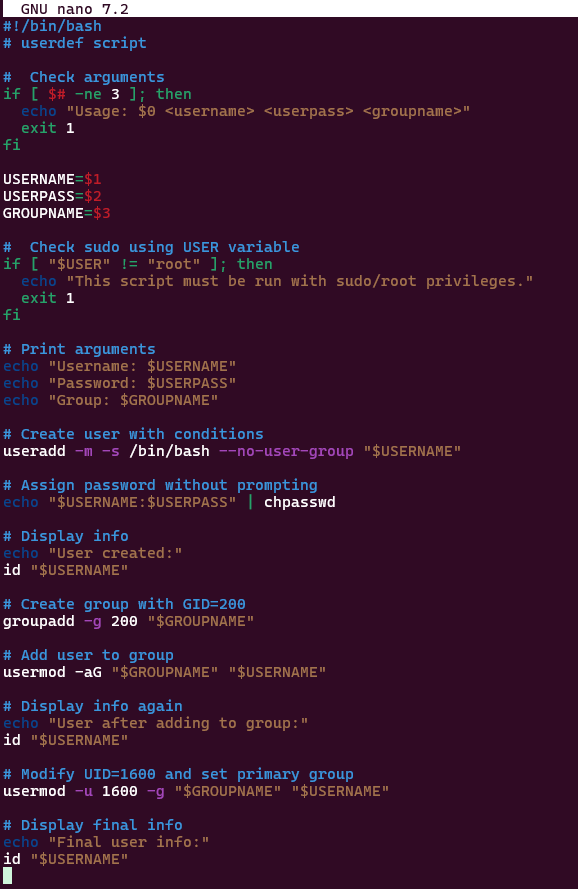 GNU nano 7.2
#!/bin/bash
# userdef script
#  Check arguments
if [ $# -ne 3 ]; then
  echo "Usage: $0 <username> <userpass> <groupname>"
  exit 1
fi
USERNAME=$1
USERPASS=$2
GROUPNAME=$3
#  Check sudo using USER variable
if [ "$USER" != "root" ]; then
  echo "This script must be run with sudo/root privileges."
  exit 1
fi
# Print arguments
echo "Username: $USERNAME"
echo "Password: $USERPASS"
echo "Group: $GROUPNAME"
# Create user with conditions
useradd -m -s /bin/bash --no-user-group "$USERNAME"
# Assign password without prompting
echo "$USERNAME:$USERPASS" | chpasswd
# Display info
echo "User created:"
id "$USERNAME"
# Create group with GID=200
groupadd -g 200 "$GROUPNAME"
# Add user to group
usermod -aG "$GROUPNAME" "$USERNAME"
# Display info again
echo "User after adding to group:"
id "$USERNAME"
# Modify UID=1600 and set primary group
usermod -u 1600 -g "$GROUPNAME" "$USERNAME"
# Display final info
echo "Final user info:"
id "$USERNAME"